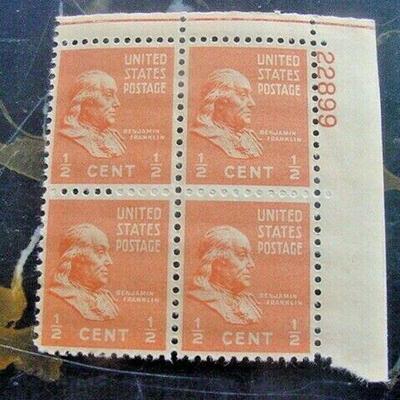 UNITED
STATES
POSTAGE
BENJAMIN
FRANKLIN
1/2 CENT 1/2
UNITED
STATES
POSTAGE
BENJAMIN
FRANKLIN
1/2 CENT 1/2
22899
UNITED
STATES
POSTAGE
BENJAMIN
FRANKLIN
1/2 CENT 1/2
UNITED
STATES
POSTAGE
BENJAMIN
FRANKLIN
1/2 CENT 1/2